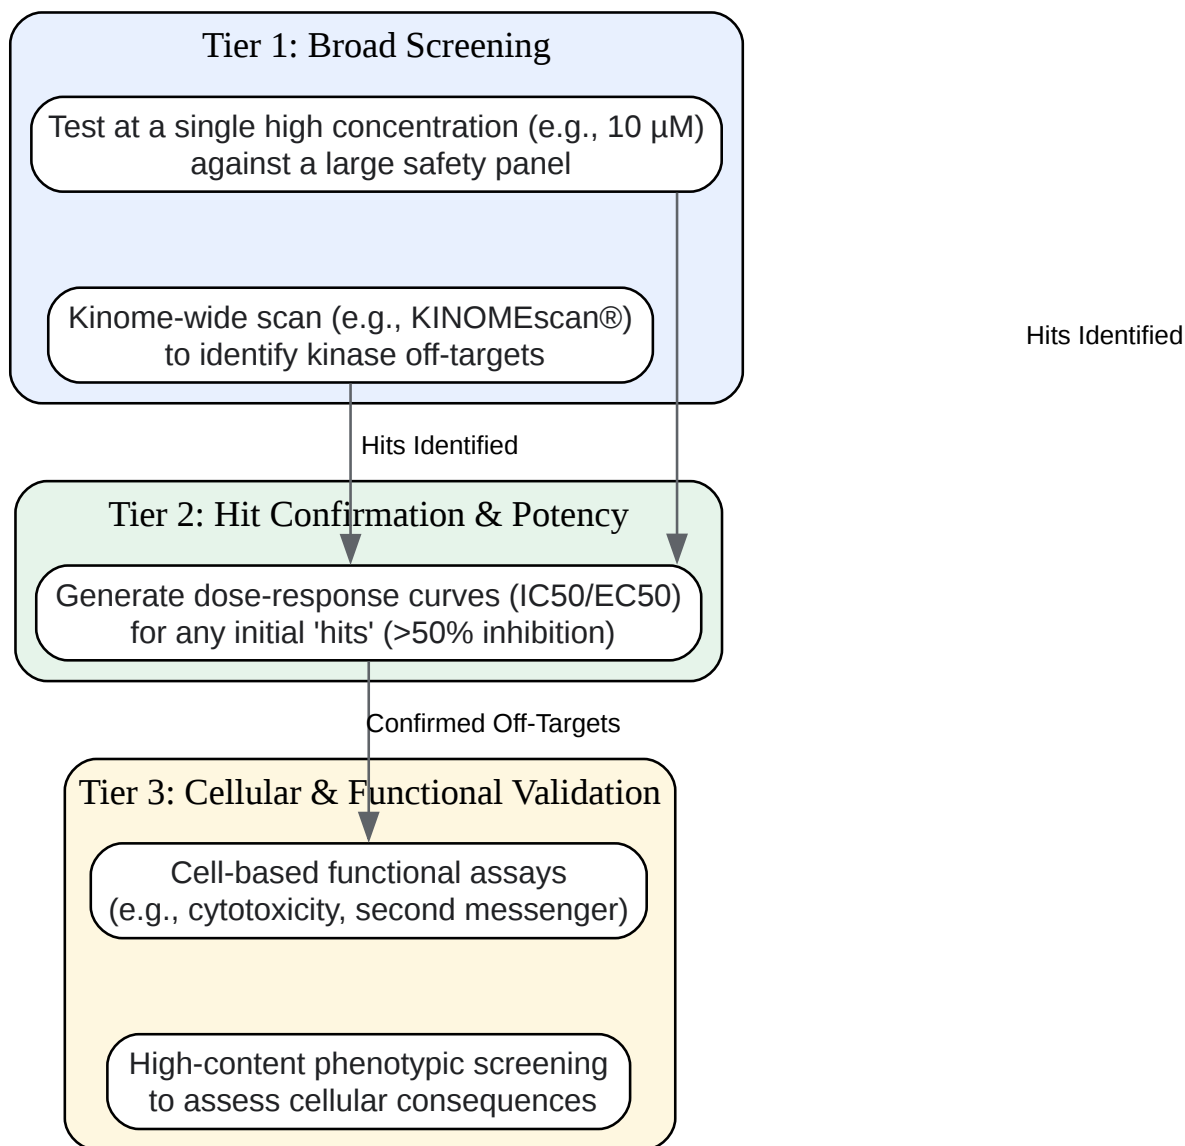 Tier 1: Broad Screening
Test at a single high concentration (e.g., 10 µM)
against a large safety panel
Kinome-wide scan (e.g., KINOMEscan®)
to identify kinase off-targets
Hits Identified
Hits Identified
Tier 2: Hit Confirmation & Potency
Generate dose-response curves (IC50/EC50)
for any initial 'hits' (>50% inhibition)
Confirmed Off-Targets
Tier 3: Cellular & Functional Validation
Cell-based functional assays
(e.g., cytotoxicity, second messenger)
High-content phenotypic screening
to assess cellular consequences